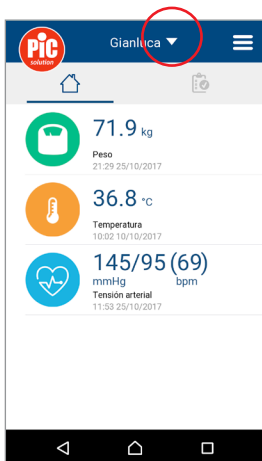 PiC
solution
Gianluca
71.9 kg
Peso
21:29 25/10/2017
36.8 °C
Temperatura
10:02 10/10/2017
145/95 (69)
mmHg bpm
Tensión arterial
11:53 25/10/2017